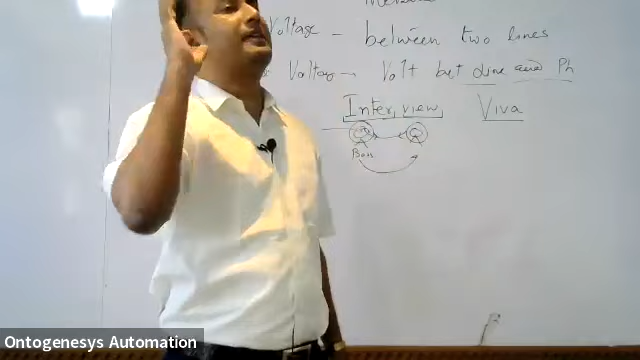 Voltage - between two lines
Voltag → Volt bet Line and Ph
Interview, Viva
Ontogenesys Automation